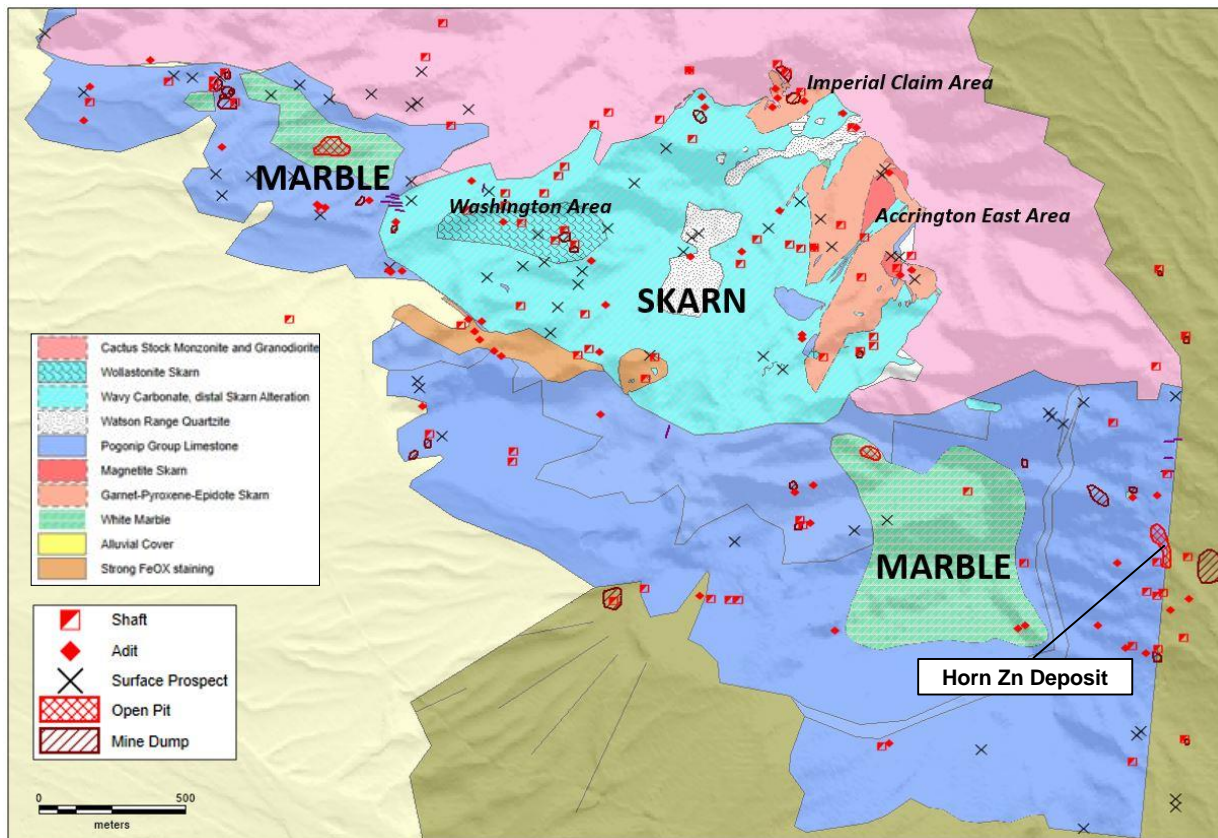 Imperial Claim Area
MARBLE
Washington Area
Accrington East Area
SKARN
Cactus Stock Monzonite and Granodiorite
Wollastonite Skarn
Wavy Carbonate, distal Skarn Alteration
Watson Range Quartzite
Pogonip Group Limestone
Magnetite Skarn
Garnet-Pyroxene-Epidote Skarn
White Marble
Alluvial Cover
Strong FeOX staining
MARBLE
Shaft
Adit
Surface Prospect
Open Pit
Mine Dump
Horn Zn Deposit
0 500
meters